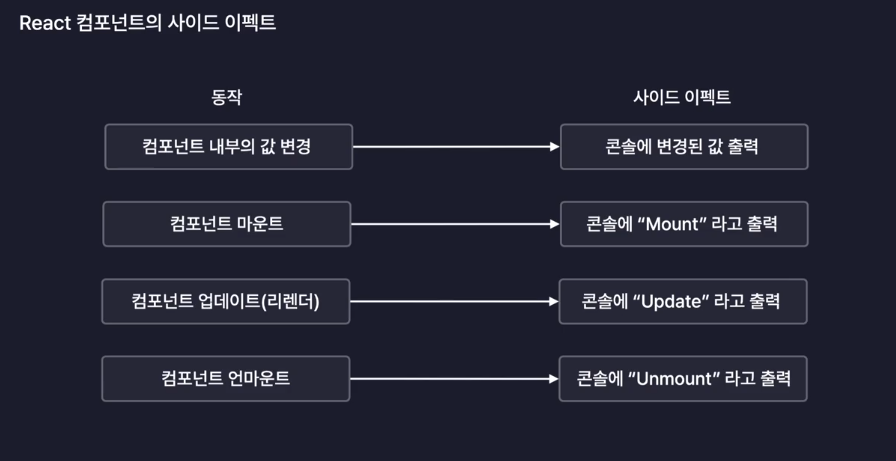 React 컴포넌트의 사이드 이펙트
동작
사이드 이펙트
컴포넌트 내부의 값 변경
콘솔에 변경된 값 출력
컴포넌트 마운트
콘솔에 “Mount” 라고 출력
컴포넌트 업데이트(리렌더)
콘솔에 “Update” 라고 출력
컴포넌트 언마운트
콘솔에 “Unmount” 라고 출력